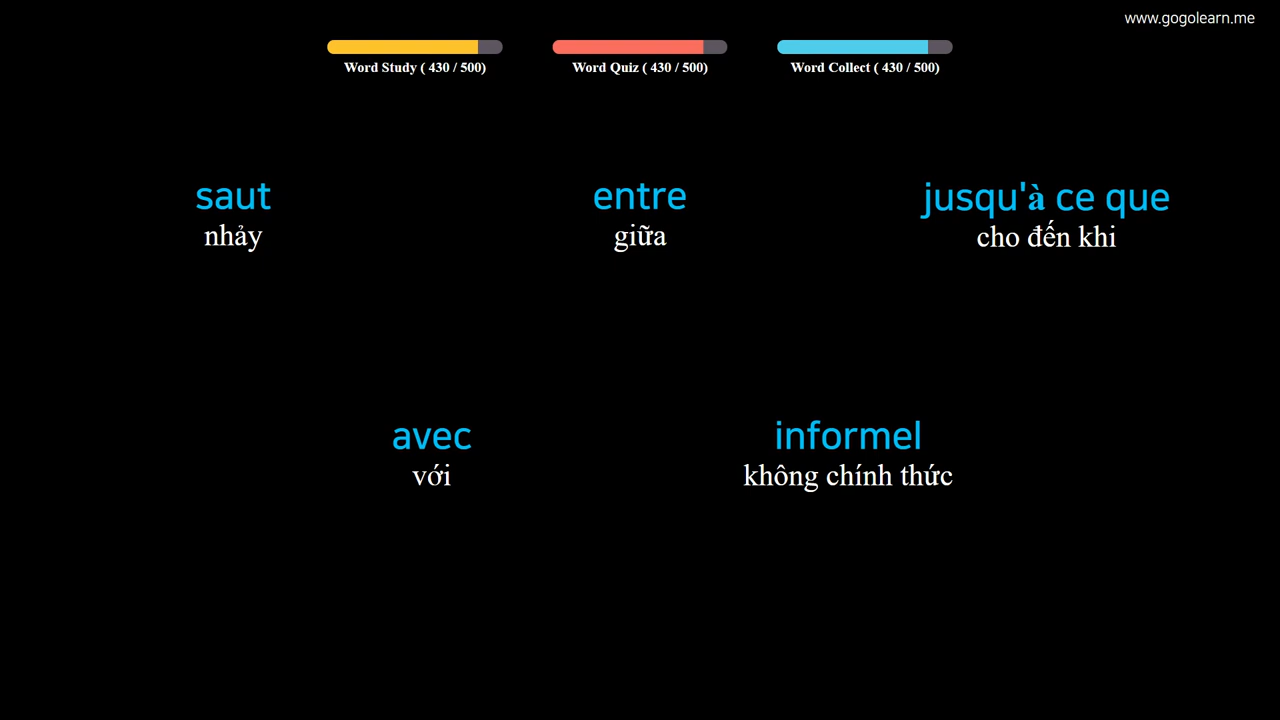 www.gogolearn.me
Word Study ( 430 / 500)
Word Quiz ( 430 / 500)
Word Collect ( 430 / 500)
saut
nhảy
entre
giữa
jusqu'à ce que
cho đến khi
avec
với
informel
không chính thức